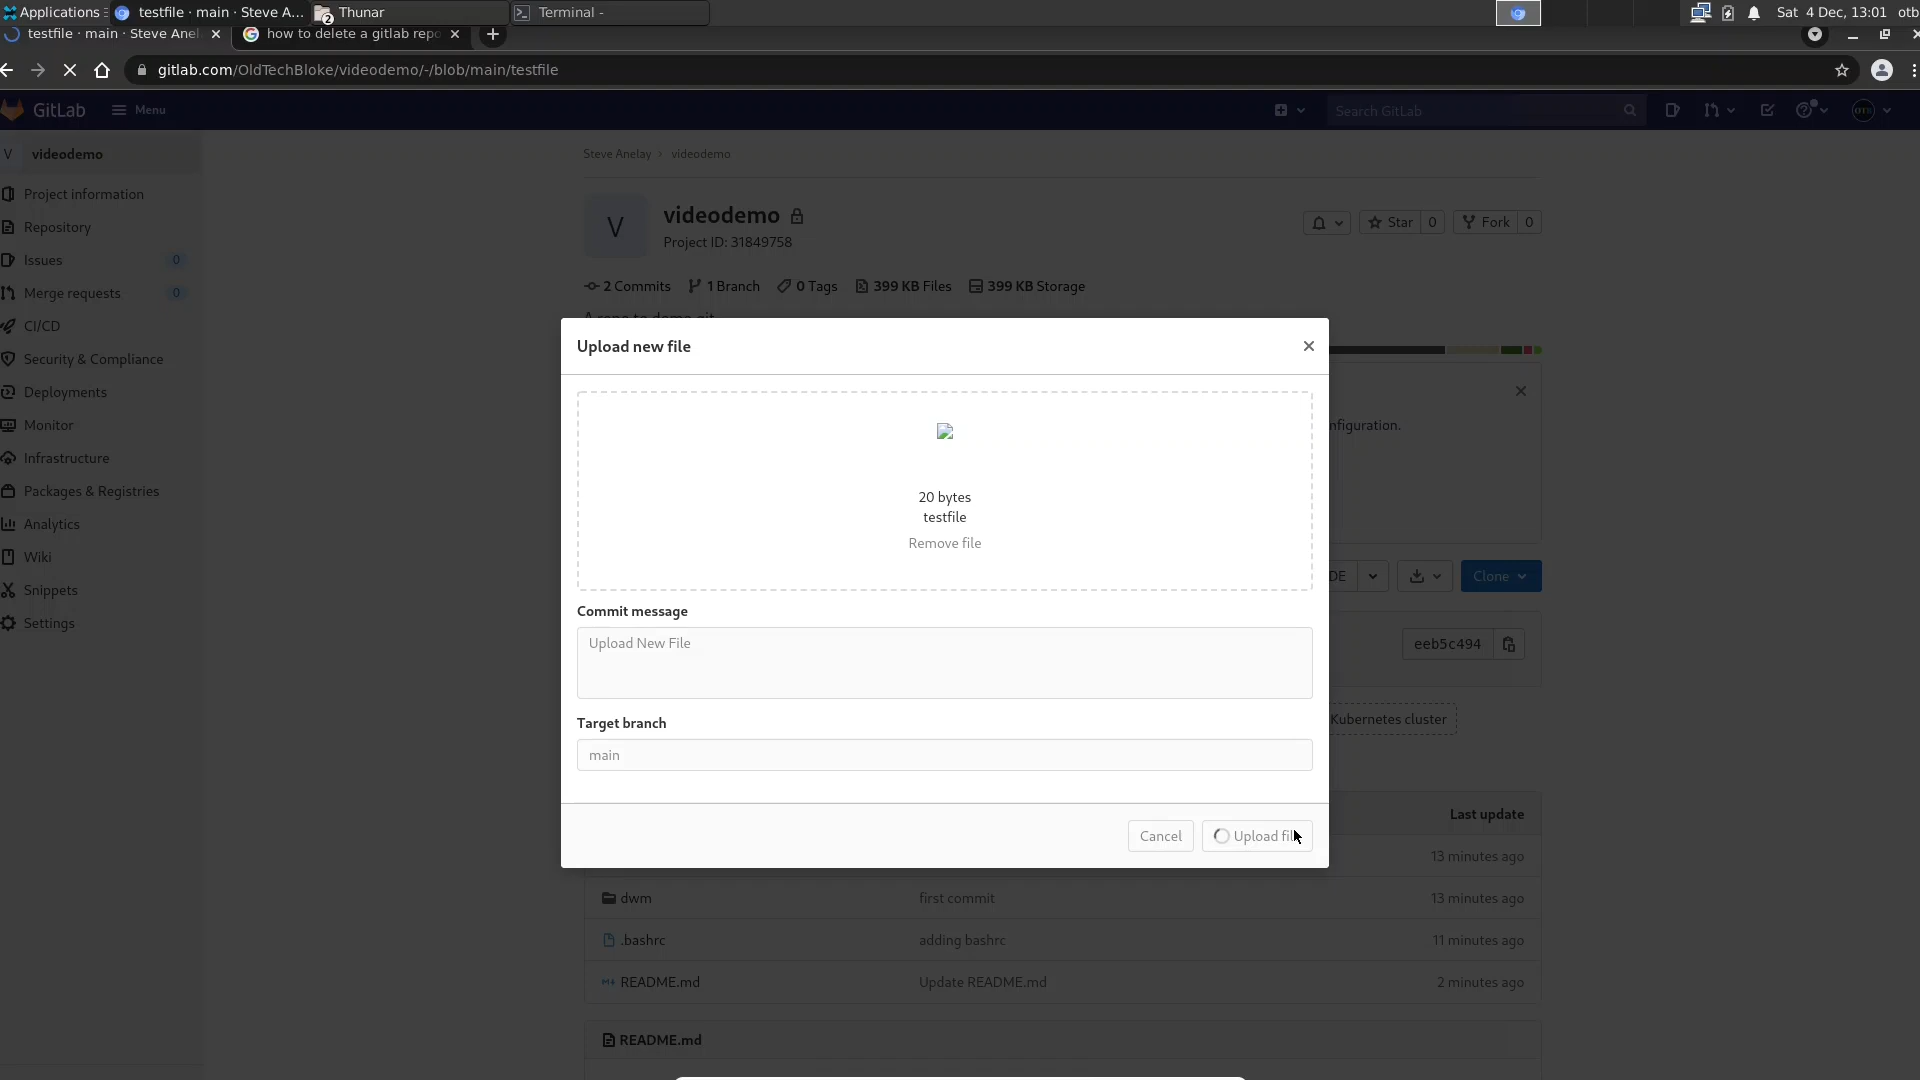 Applications
testfile · main · Steve A...
2
Thunar
Terminal -
Sat 4 Dec, 13:01
otb
testfile · main · Steve Anel
how to delete a gitlab repo
gitlab.com/OldTechBloke/videodemo/-/blob/main/testfile
GitLab
Menu
Search GitLab
OTB
V
videodemo
Project information
Repository
Issues
0
Merge requests
0
CI/CD
Security & Compliance
Deployments
Monitor
Infrastructure
Packages & Registries
Analytics
Wiki
Snippets
Settings
Steve Anelay › videodemo
V
videodemo
Project ID: 31849758
Star 0
Fork 0
2 Commits
1 Branch
0 Tags
399 KB Files
399 KB Storage
A repo to demo git
Upload new file
20 bytes
testfile
Remove file
Commit message
Upload New File
Target branch
main
Cancel
Upload file
nfiguration.
DE
Clone
eeb5c494
Kubernetes cluster
Last update
13 minutes ago
dwm
first commit
13 minutes ago
.bashrc
adding bashrc
11 minutes ago
README.md
Update README.md
2 minutes ago
README.md